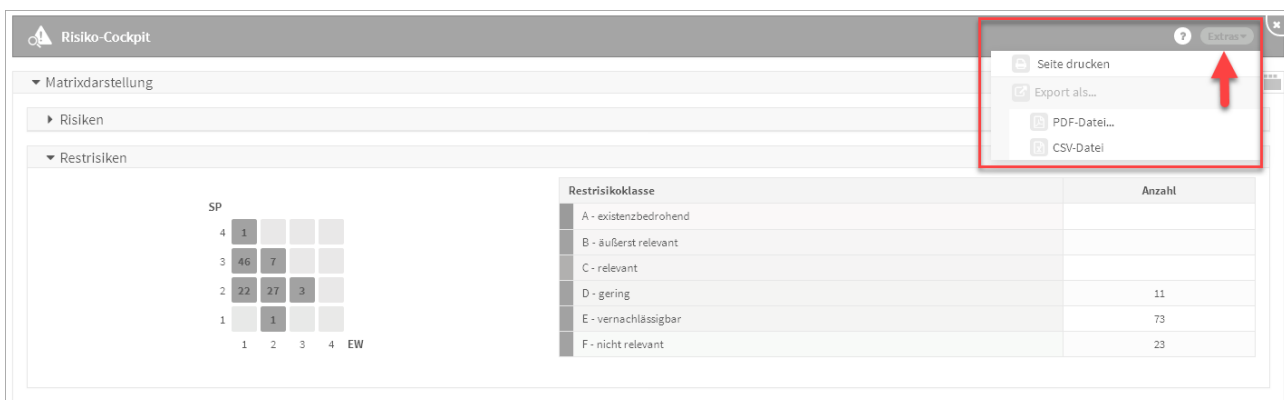 Risiko-Cockpit
? Extras
Seite drucken
Export als...
PDF-Datei...
CSV-Datei
Matrixdarstellung
Risiken
Restrisiken
SP
4 1
3 46 7
2 22 27 3
1 1
1 2 3 4 EW
Restrisikoklasse Anzahl
A - existenzbedrohend
B - äußerst relevant
C - relevant
D - gering 11
E - vernachlässigbar 73
F - nicht relevant 23